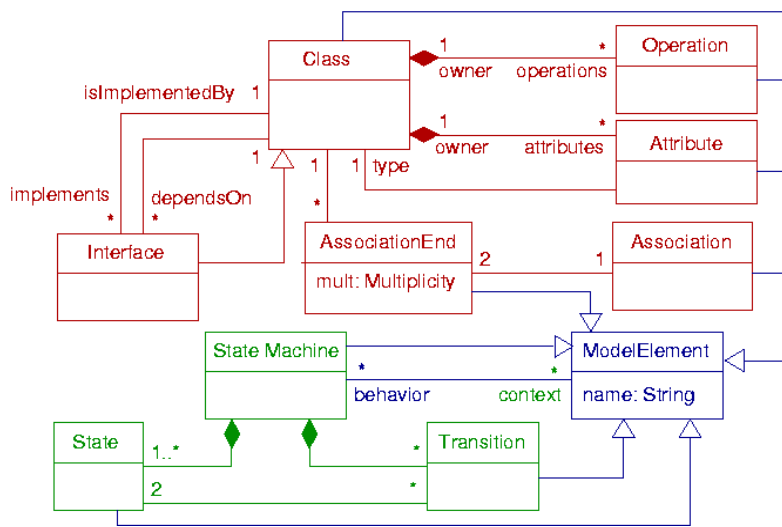 Class
1
owner
operations
*
Operation
isImplementedBy
1
1
owner
attributes
*
Attribute
1
1
1
type
implements
*
dependsOn
*
*
Interface
AssociationEnd
mult: Multiplicity
2
1
Association
State Machine
*
behavior
*
context
ModelElement
name: String
State
1..*
2
*
*
Transition